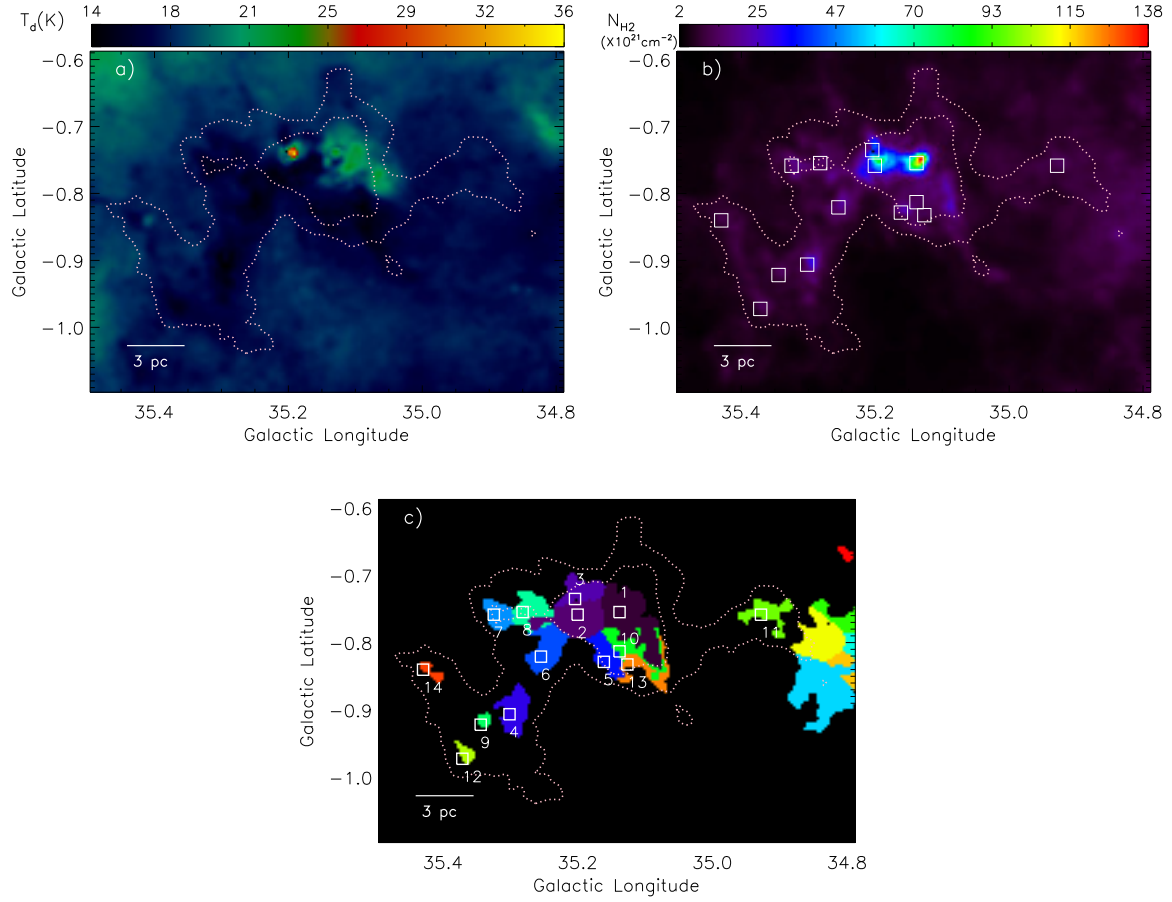 14 18 21 25 29 32 36
T_d(K)
a)
−0.6
−0.7
−0.8
−0.9
−1.0
Galactic Latitude
3 pc
35.4 35.2 35.0 34.8
Galactic Longitude
2 25 47 70 93 115 138
N_H2
(X10^21cm^−2)
b)
−0.6
−0.7
−0.8
−0.9
−1.0
Galactic Latitude
3 pc
35.4 35.2 35.0 34.8
Galactic Longitude
c)
−0.6
−0.7
−0.8
−0.9
−1.0
Galactic Latitude
3
1
7
8
2
11
10
6
5
13
14
4
9
12
3 pc
35.4 35.2 35.0 34.8
Galactic Longitude